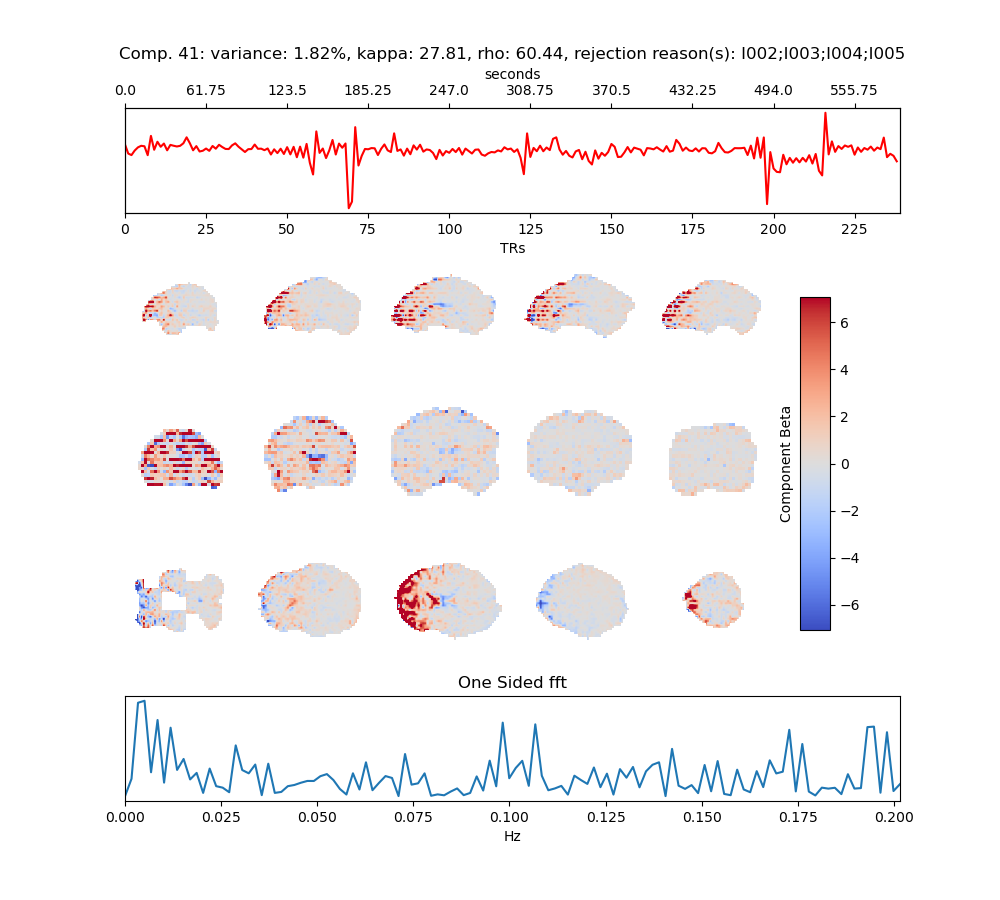 Comp. 41: variance: 1.82%, kappa: 27.81, rho: 60.44, rejection reason(s): I002;I003;I004;I005
seconds
0.0 61.75 123.5 185.25 247.0 308.75 370.5 432.25 494.0 555.75
0 25 50 75 100 125 150 175 200 225
TRs
6
4
2
0
−2
−4
−6
Component Beta
One Sided fft
0.000 0.025 0.050 0.075 0.100 0.125 0.150 0.175 0.200
Hz